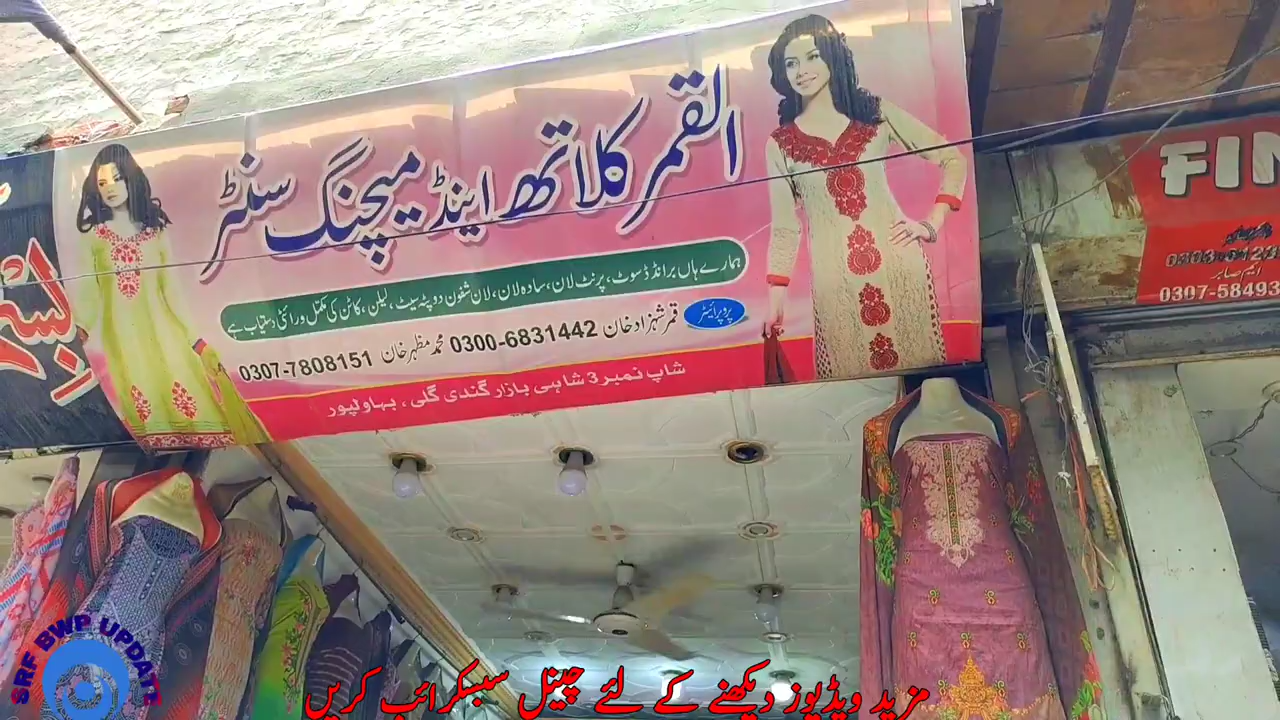 القمر کلاتھ اینڈ میچنگ سنٹر
ہمارے ہاں برانڈڈ سوٹ، پرنٹ لان، سادہ لان، لان شفون دوپٹہ سیٹ، لیلن، کاٹن کی مکمل ورائٹی دستیاب ہے
پروپرائیٹر قمر شہزاد خان 0300-6831442 محمد مظہر خان 0307-7808151
شاپ نمبر 3 شاہی بازار گندی گلی، بہاولپور
FIN
0307-58493
SRF BWP UPDATE
مزید ویڈیوز دیکھنے کے لئے چینل سبسکرائب کریں